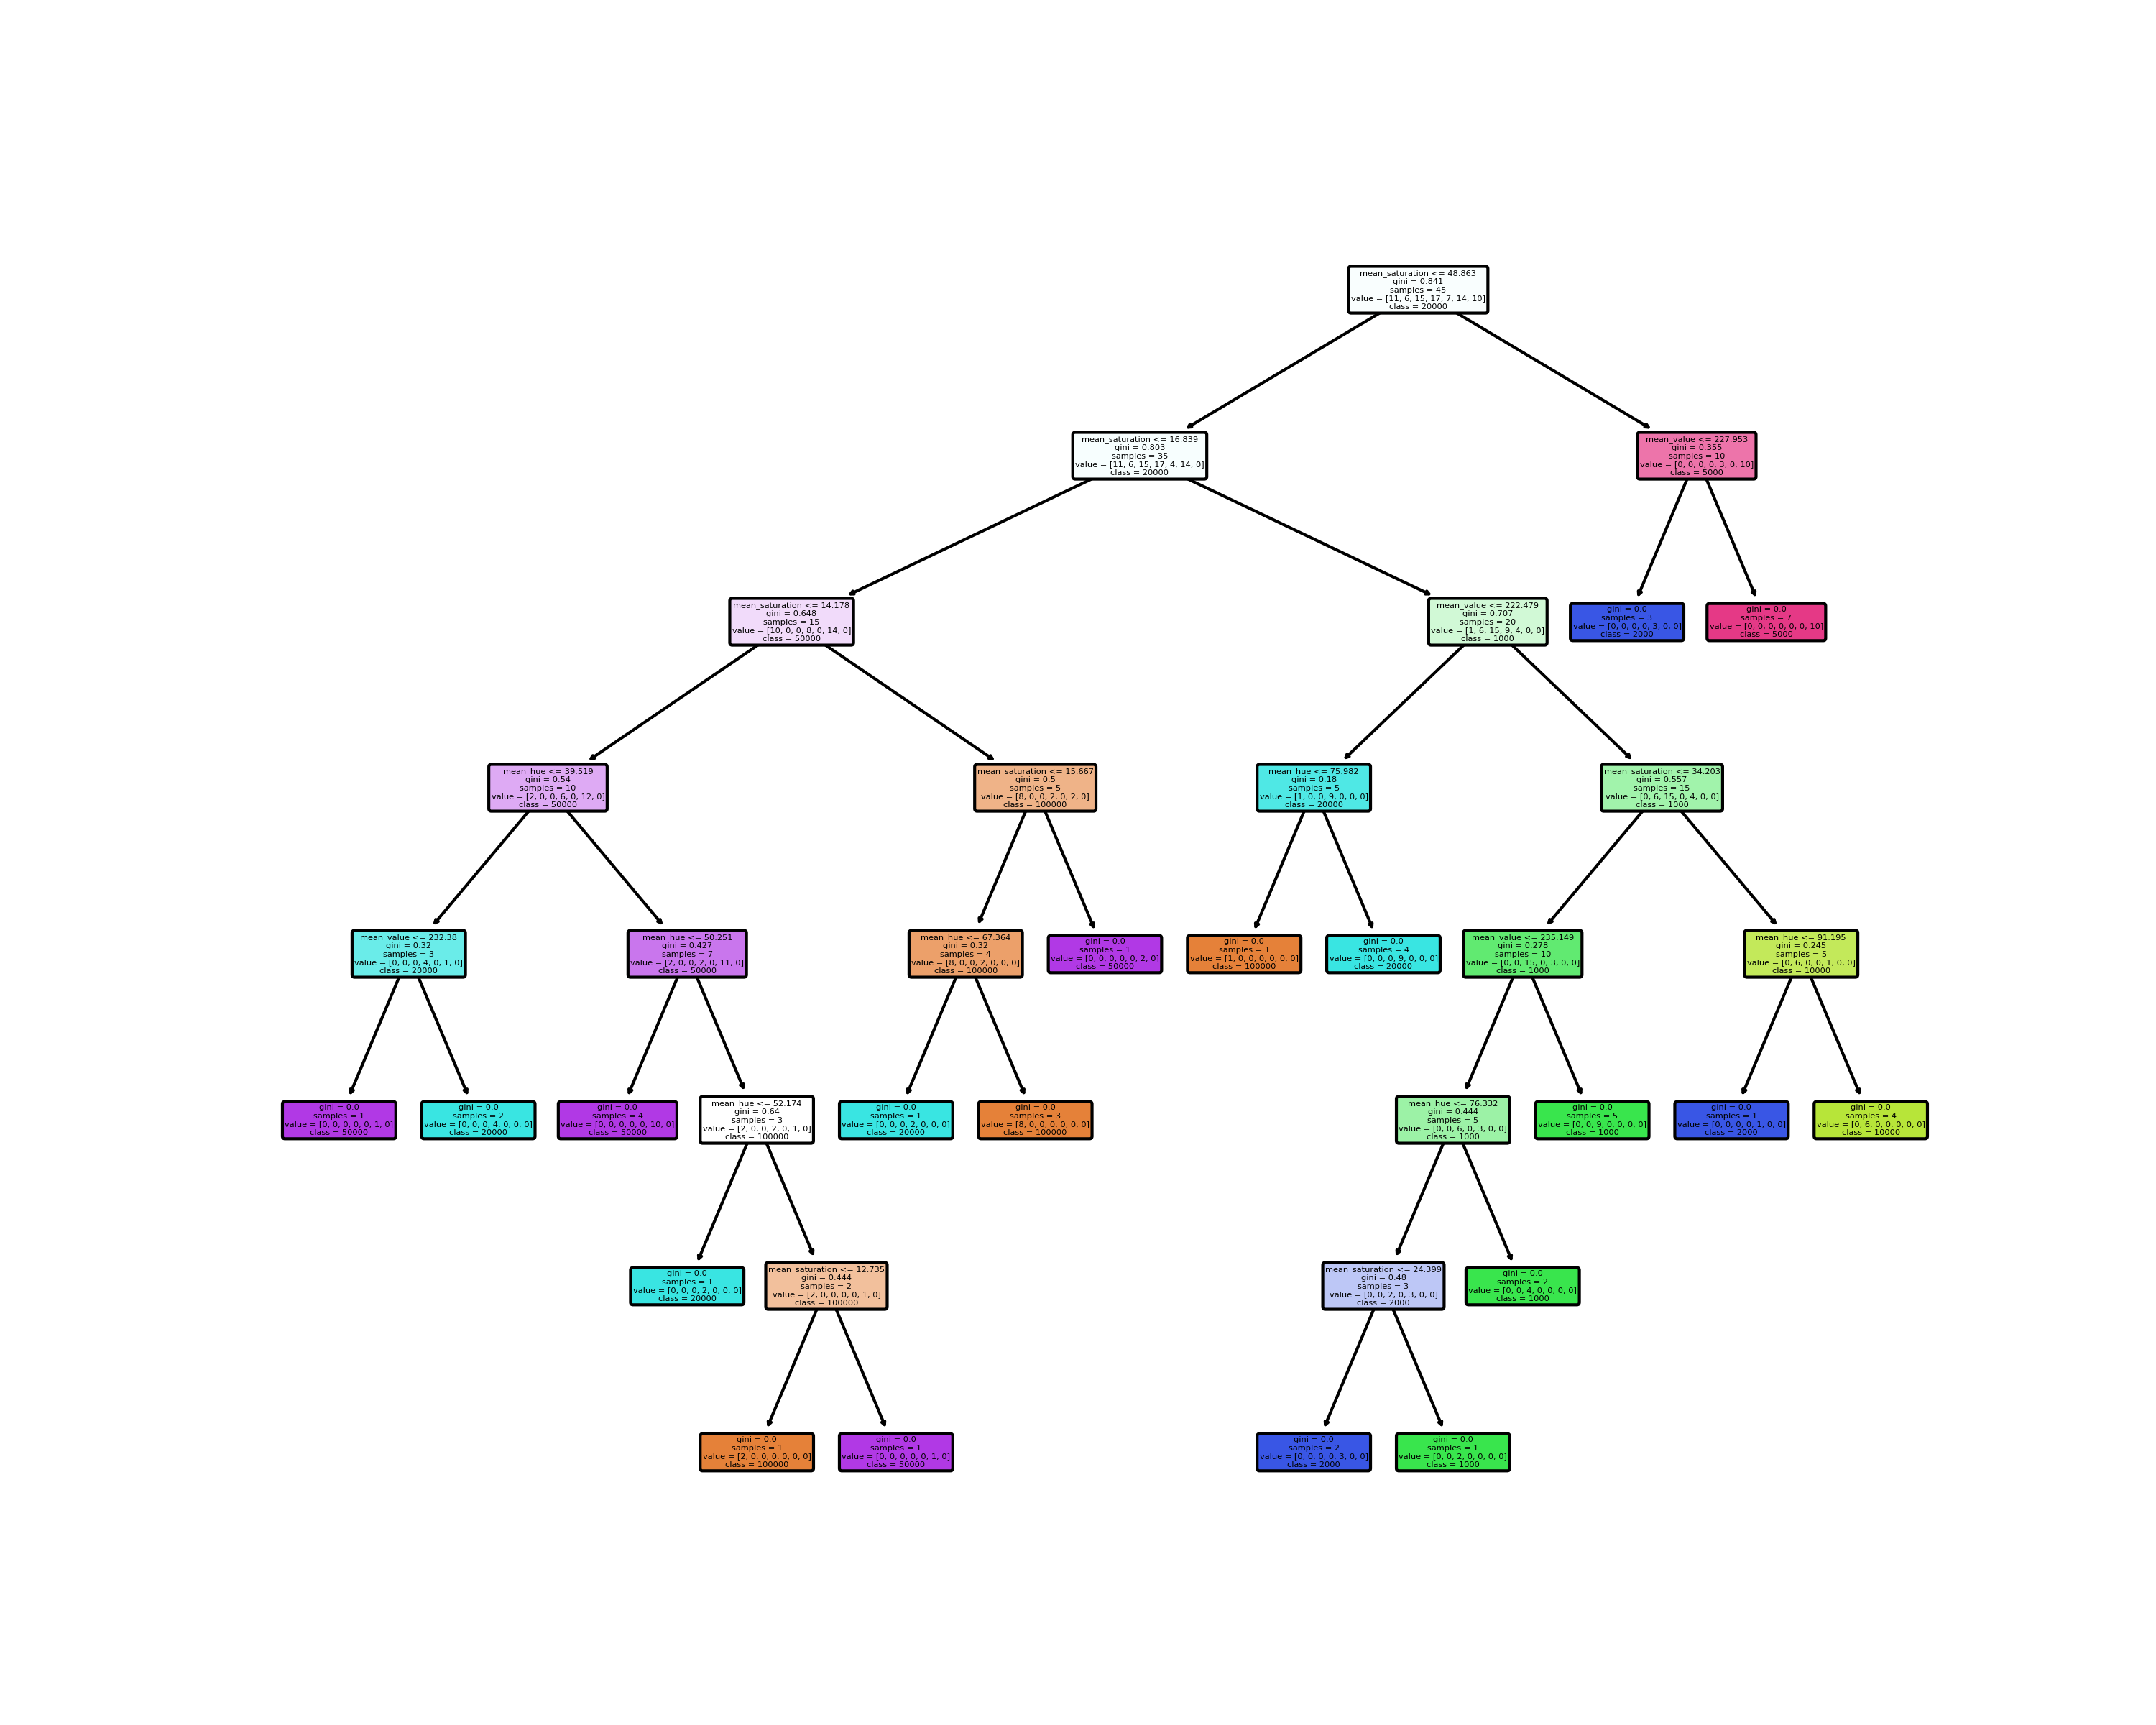 mean_saturation <= 48.863
gini = 0.841
samples = 45
value = [11, 6, 15, 17, 7, 14, 10]
class = 20000
mean_saturation <= 16.839
gini = 0.803
samples = 35
value = [11, 6, 15, 17, 4, 14, 0]
class = 20000
mean_value <= 227.953
gini = 0.355
samples = 10
value = [0, 0, 0, 0, 3, 0, 10]
class = 5000
mean_saturation <= 14.178
gini = 0.648
samples = 15
value = [10, 0, 0, 8, 0, 14, 0]
class = 50000
mean_value <= 222.479
gini = 0.707
samples = 20
value = [1, 6, 15, 9, 4, 0, 0]
class = 1000
gini = 0.0
samples = 3
value = [0, 0, 0, 0, 3, 0, 0]
class = 2000
gini = 0.0
samples = 7
value = [0, 0, 0, 0, 0, 0, 10]
class = 5000
mean_hue <= 39.519
gini = 0.54
samples = 10
value = [2, 0, 0, 6, 0, 12, 0]
class = 50000
mean_saturation <= 15.667
gini = 0.5
samples = 5
value = [8, 0, 0, 2, 0, 2, 0]
class = 100000
mean_hue <= 75.982
gini = 0.18
samples = 5
value = [1, 0, 0, 9, 0, 0, 0]
class = 20000
mean_saturation <= 34.203
gini = 0.557
samples = 15
value = [0, 6, 15, 0, 4, 0, 0]
class = 1000
mean_value <= 232.38
gini = 0.32
samples = 3
value = [0, 0, 0, 4, 0, 1, 0]
class = 20000
mean_hue <= 50.251
gini = 0.427
samples = 7
value = [2, 0, 0, 2, 0, 11, 0]
class = 50000
mean_hue <= 67.364
gini = 0.32
samples = 4
value = [8, 0, 0, 2, 0, 0, 0]
class = 100000
gini = 0.0
samples = 1
value = [0, 0, 0, 0, 0, 2, 0]
class = 50000
gini = 0.0
samples = 1
value = [1, 0, 0, 0, 0, 0, 0]
class = 100000
gini = 0.0
samples = 4
value = [0, 0, 0, 9, 0, 0, 0]
class = 20000
mean_value <= 235.149
gini = 0.278
samples = 10
value = [0, 0, 15, 0, 3, 0, 0]
class = 1000
mean_hue <= 91.195
gini = 0.245
samples = 5
value = [0, 6, 0, 0, 1, 0, 0]
class = 10000
gini = 0.0
samples = 1
value = [0, 0, 0, 0, 0, 1, 0]
class = 50000
gini = 0.0
samples = 2
value = [0, 0, 0, 4, 0, 0, 0]
class = 20000
gini = 0.0
samples = 4
value = [0, 0, 0, 0, 0, 10, 0]
class = 50000
mean_hue <= 52.174
gini = 0.64
samples = 3
value = [2, 0, 0, 2, 0, 1, 0]
class = 100000
gini = 0.0
samples = 1
value = [0, 0, 0, 2, 0, 0, 0]
class = 20000
gini = 0.0
samples = 3
value = [8, 0, 0, 0, 0, 0, 0]
class = 100000
mean_hue <= 76.332
gini = 0.444
samples = 5
value = [0, 0, 6, 0, 3, 0, 0]
class = 1000
gini = 0.0
samples = 5
value = [0, 0, 9, 0, 0, 0, 0]
class = 1000
gini = 0.0
samples = 1
value = [0, 0, 0, 0, 1, 0, 0]
class = 2000
gini = 0.0
samples = 4
value = [0, 6, 0, 0, 0, 0, 0]
class = 10000
gini = 0.0
samples = 1
value = [0, 0, 0, 2, 0, 0, 0]
class = 20000
mean_saturation <= 12.735
gini = 0.444
samples = 2
value = [2, 0, 0, 0, 0, 1, 0]
class = 100000
mean_saturation <= 24.399
gini = 0.48
samples = 3
value = [0, 0, 2, 0, 3, 0, 0]
class = 2000
gini = 0.0
samples = 2
value = [0, 0, 4, 0, 0, 0, 0]
class = 1000
gini = 0.0
samples = 1
value = [2, 0, 0, 0, 0, 0, 0]
class = 100000
gini = 0.0
samples = 1
value = [0, 0, 0, 0, 0, 1, 0]
class = 50000
gini = 0.0
samples = 2
value = [0, 0, 0, 0, 3, 0, 0]
class = 2000
gini = 0.0
samples = 1
value = [0, 0, 2, 0, 0, 0, 0]
class = 1000